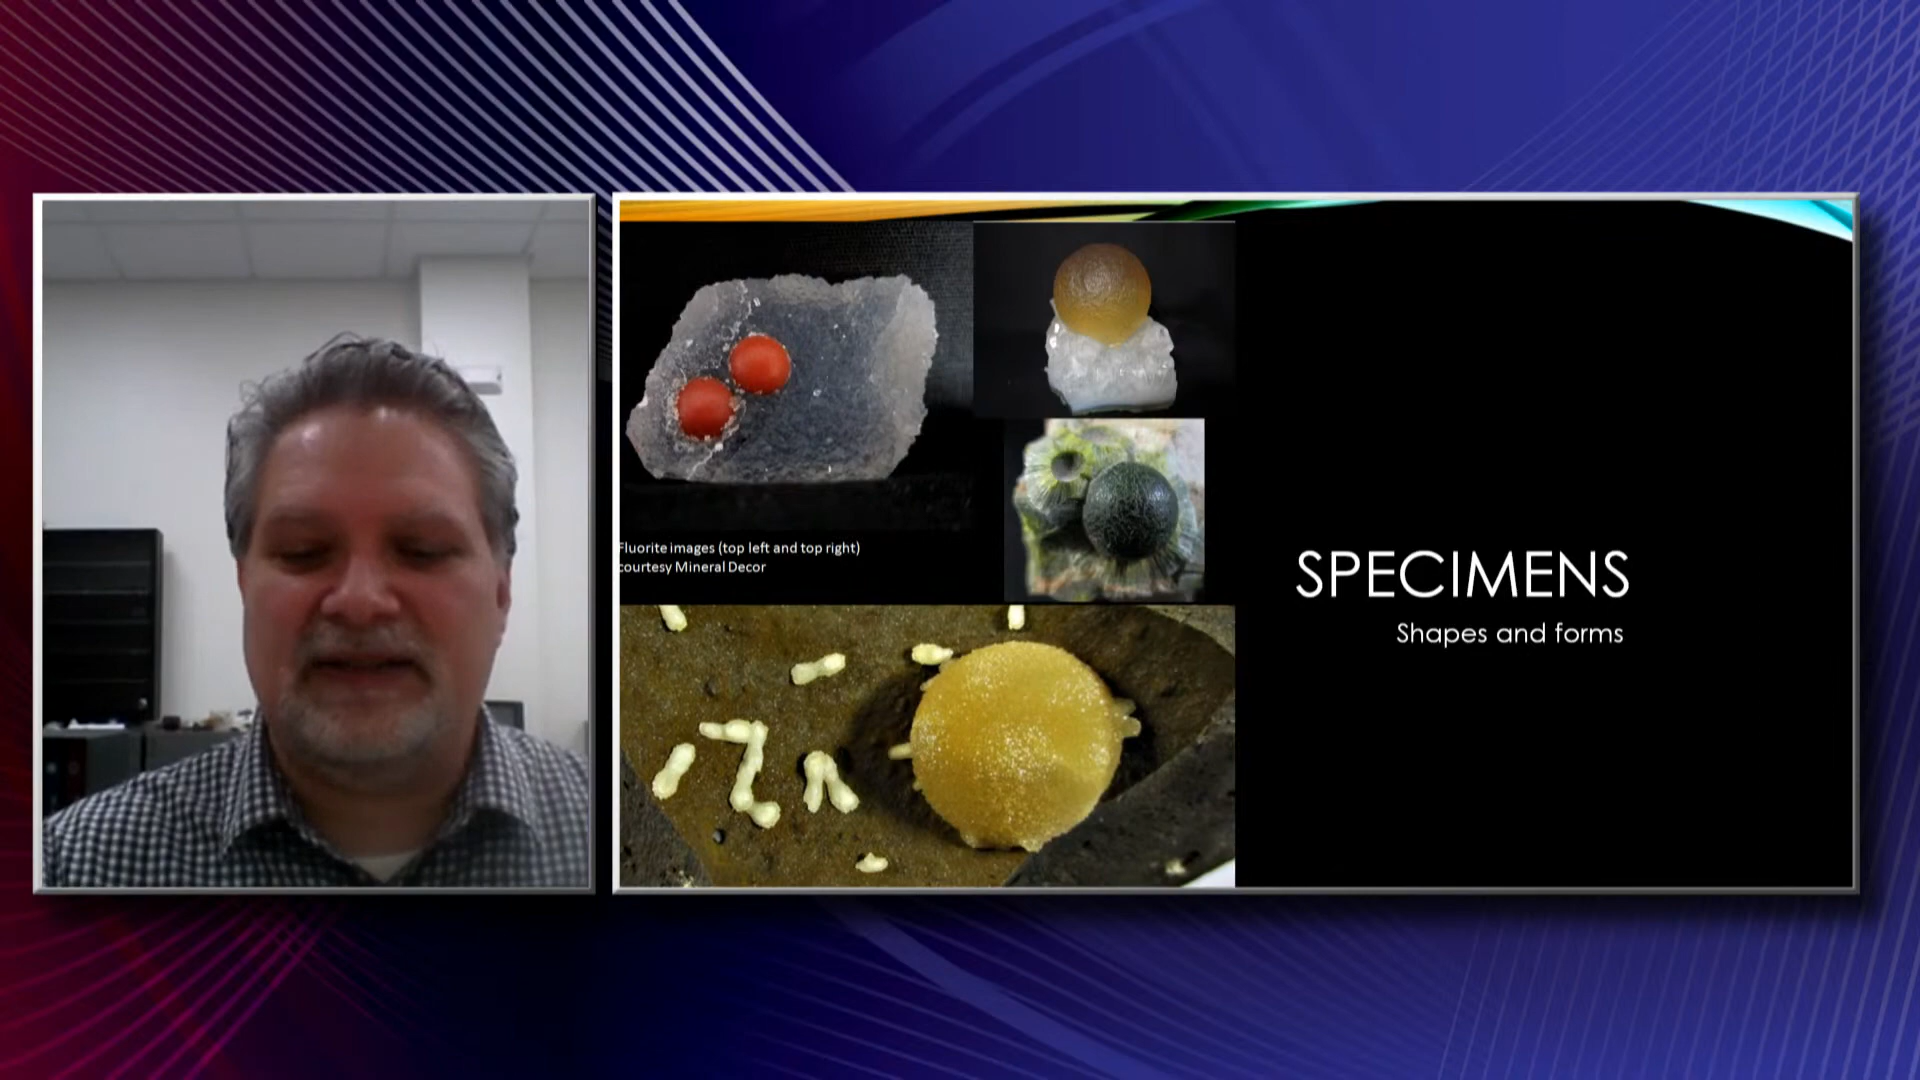 Fluorite images (top left and top right)
courtesy Mineral Decor
SPECIMENS
Shapes and forms